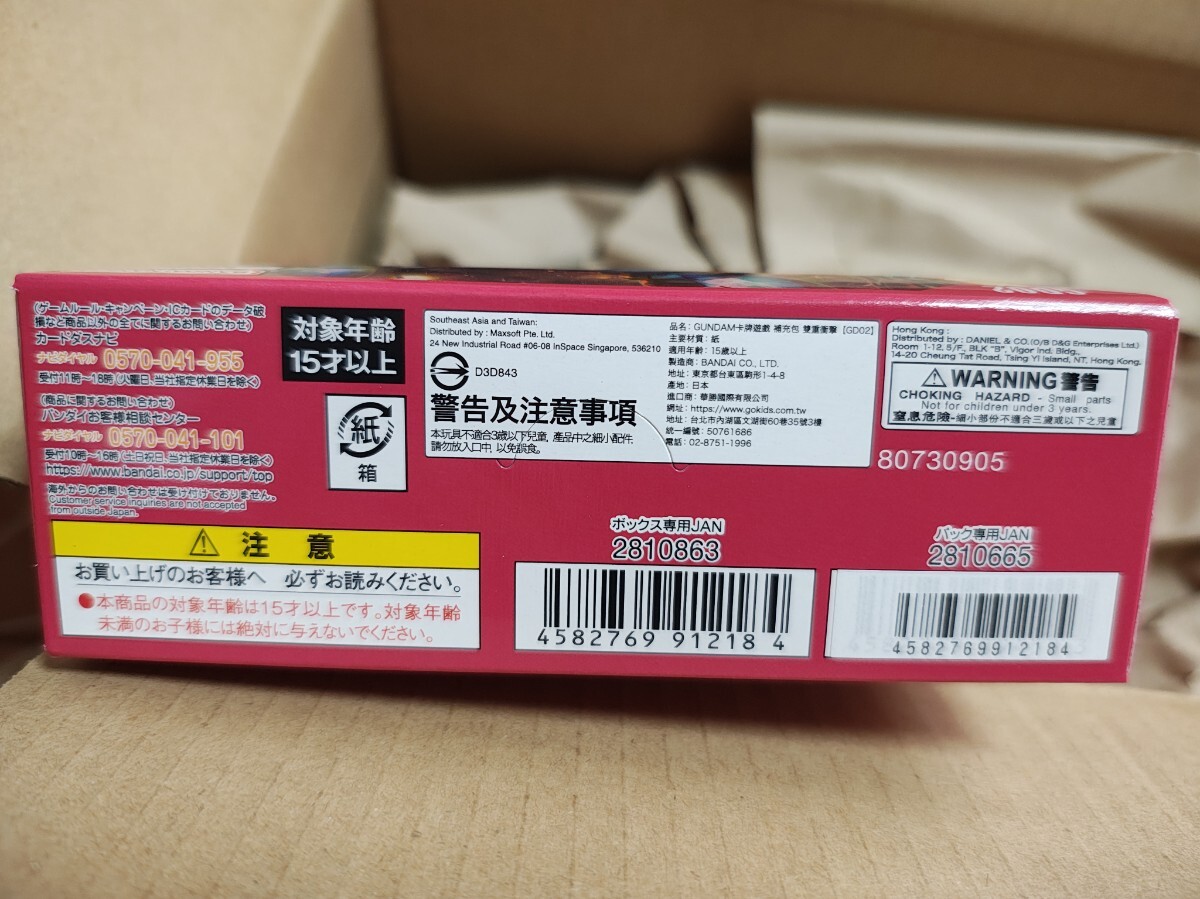 〈ゲームルール・キャンペーン・ICカードのデータ破
損など商品以外の全てに関するお問い合わせ〉
カードダスナビ
ナビダイヤル 0570-041-955
受付11時～18時(火曜日、当社指定休業日を除く)
〈商品に関するお問い合わせ〉
バンダイお客様相談センター
ナビダイヤル 0570-041-101
受付10時～16時(土日祝日、当社指定休業日を除く)
https://www.bandai.co.jp/support/top
海外からのお問い合わせは受け付けておりません。
Customer service inquiries are not accepted
from outside Japan.
対象年齢
15才以上
紙
箱
Southeast Asia and Taiwan:
Distributed by : Maxsoft Pte. Ltd.
24 New Industrial Road #06-08 InSpace Singapore, 536210
D3D843
警告及注意事項
本玩具不適合3歲以下兒童, 產品中之細小配件
請勿放入口中, 以免誤食。
品名: GUNDAM卡牌遊戲 補充包 雙重衝擊 [GD02]
主要材質: 紙
適用年齡: 15歲以上
製造商: BANDAI CO., LTD.
地址: 東京都台東區駒形1-4-8
產地: 日本
進口商: 華勝國際有限公司
網址: https://www.gokids.com.tw
地址: 台北市內湖區文湖街60巷35號3樓
統一編號: 50761686
電話: 02-8751-1996
Hong Kong :
Distributed by : DANIEL & CO. (O/B D&G Enterprises Ltd.)
Room 1-12, 5/F., BLK "B", Vigor Ind. Bldg.,
14-20 Cheung Tat Road, Tsing Yi Island, NT, Hong Kong.
WARNING 警告
CHOKING HAZARD - Small parts
Not for children under 3 years.
窒息危險-細小部份不適合三歲或以下之兒童
80730905
注意
お買い上げのお客様へ 必ずお読みください。
●本商品の対象年齢は15才以上です。対象年齢
未満のお子様には絶対に与えないでください。
ボックス専用JAN
2810863
4582769 91218 4
パック専用JAN
2810665
4582769912184